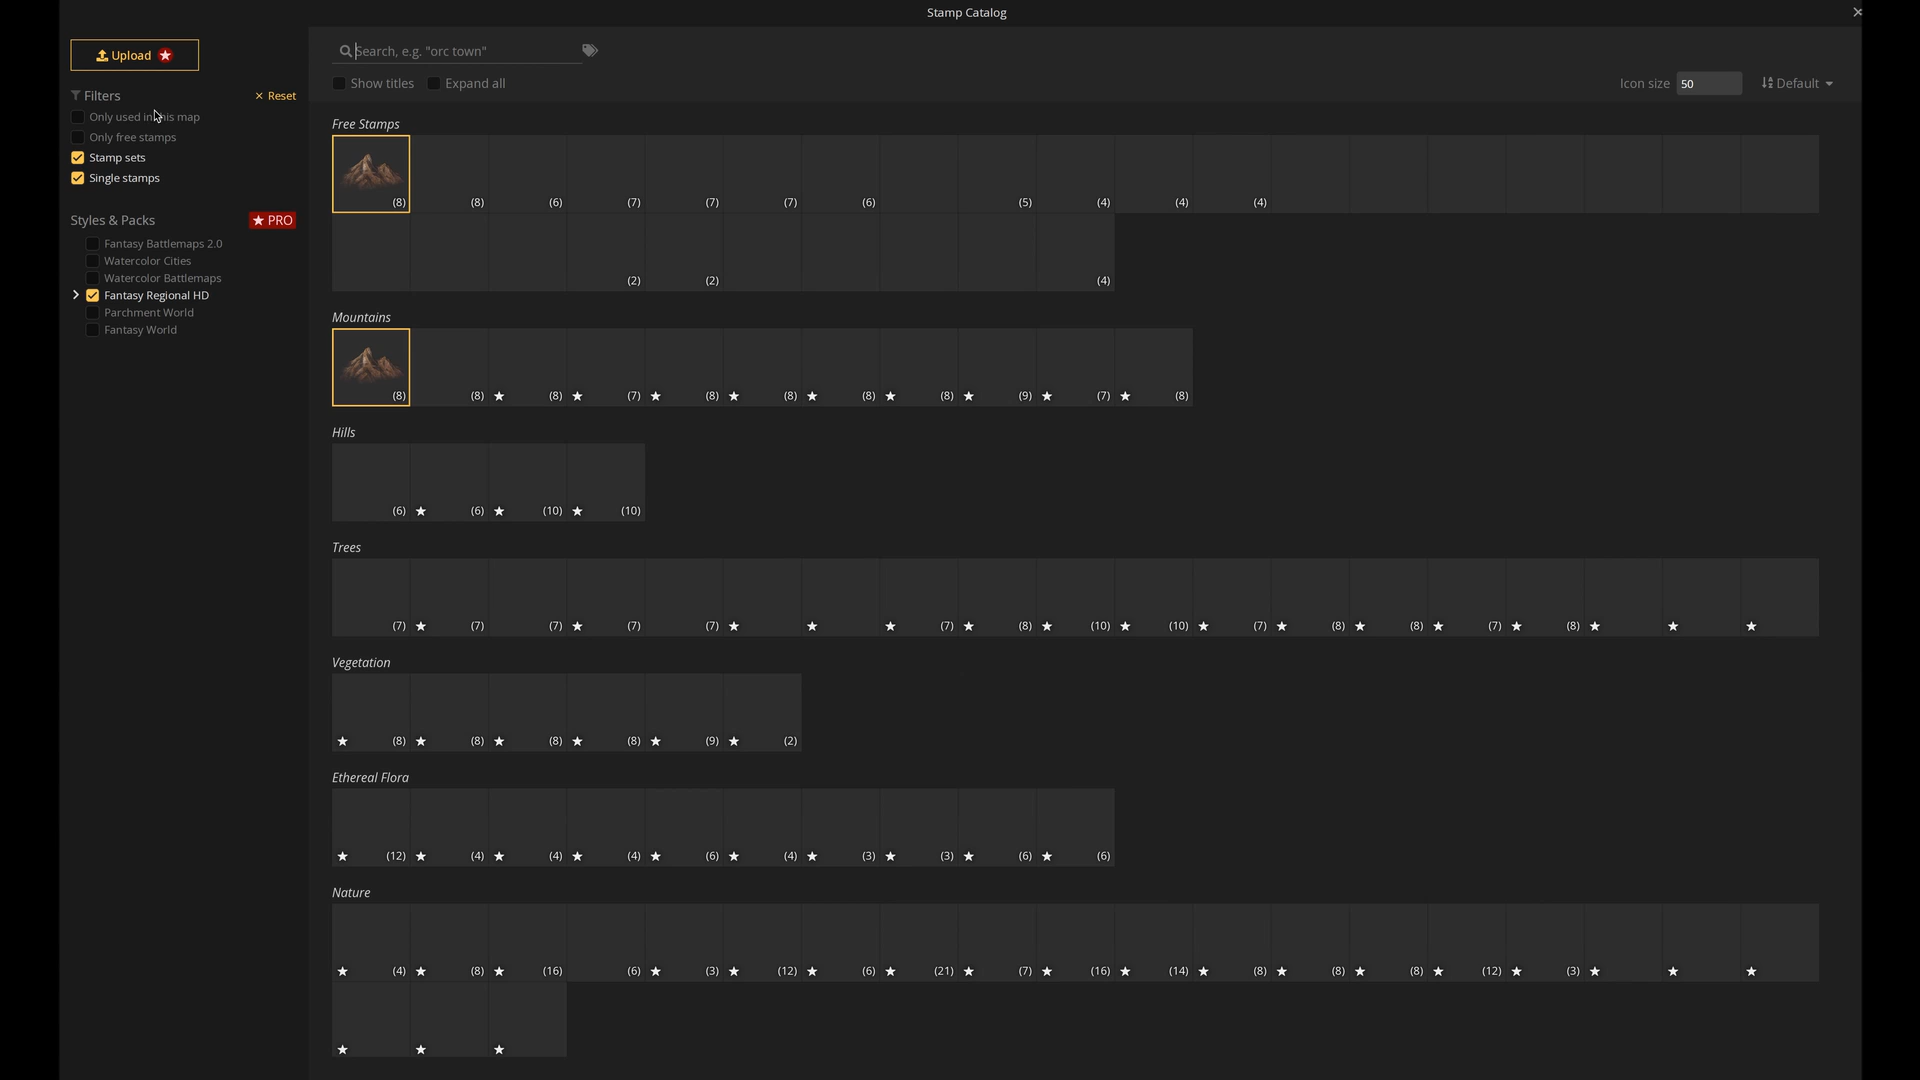 Stamp Catalog
Upload
Search, e.g. "orc town"
Filters
Reset
Show titles
Expand all
Icon size 50
Default
Only used in this map
Only free stamps
Stamp sets
Single stamps
Styles & Packs
PRO
Fantasy Battlemaps 2.0
Watercolor Cities
Watercolor Battlemaps
Fantasy Regional HD
Parchment World
Fantasy World
Free Stamps
(8) (8) (6) (7) (7) (7) (6) (5) (4) (4) (4)
(2) (2) (4)
Mountains
(8) (8) (8) (7) (8) (8) (8) (8) (9) (7) (8)
Hills
(6) (6) (10) (10)
Trees
(7) (7) (7) (7) (7) (7) (8) (10) (10) (7) (8) (8) (7) (8)
Vegetation
(8) (8) (8) (8) (9) (2)
Ethereal Flora
(12) (4) (4) (4) (6) (4) (3) (3) (6) (6)
Nature
(4) (8) (16) (6) (3) (12) (6) (21) (7) (16) (14) (8) (8) (8) (12) (3)